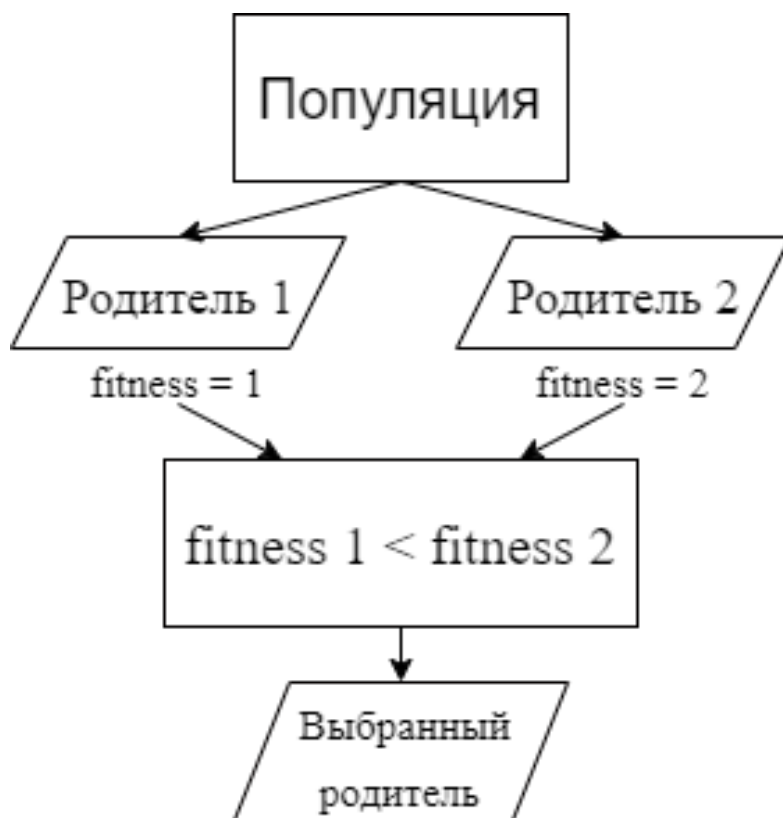 Популяция
Родитель 1
Родитель 2
fitness = 1
fitness = 2
fitness 1 < fitness 2
Выбранный
родитель